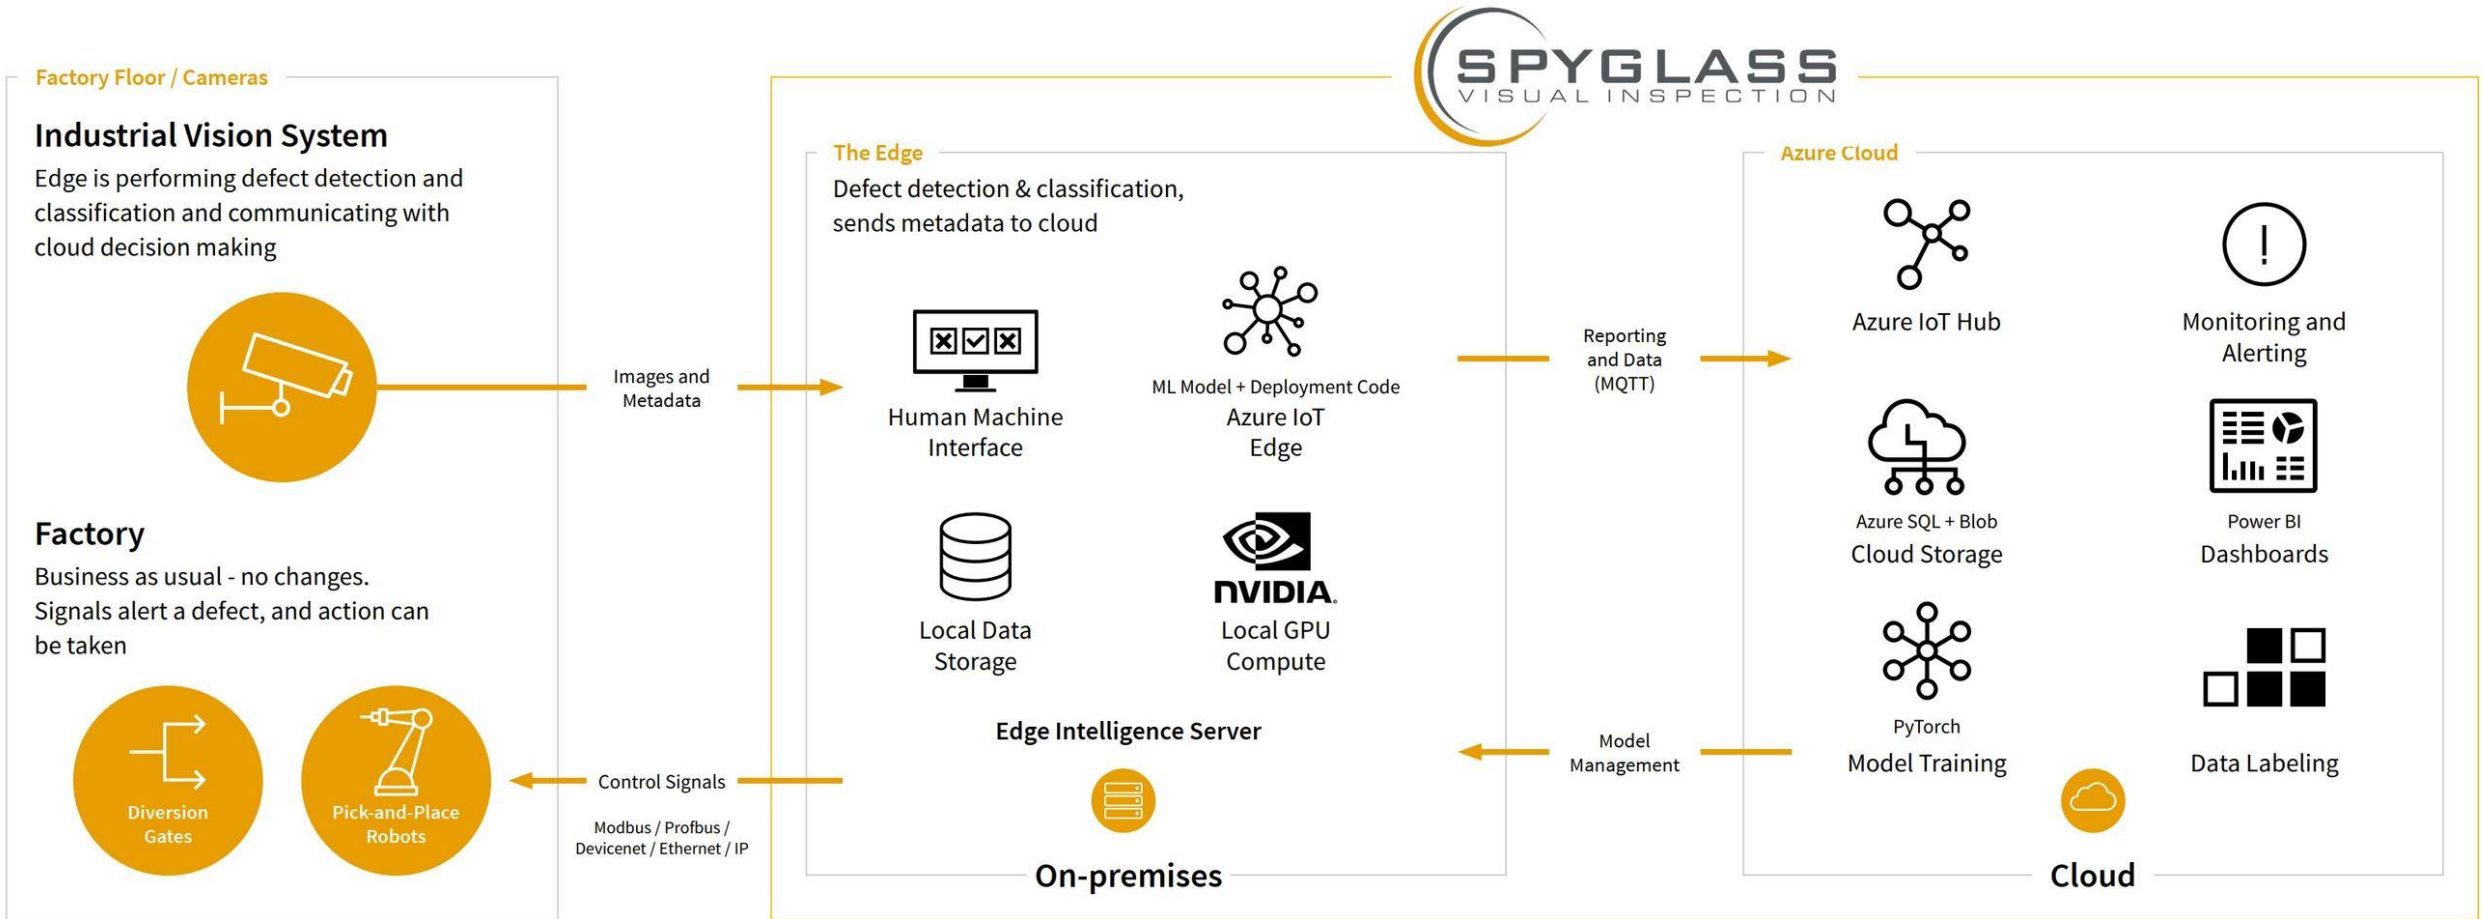 SPYGLASS
VISUAL INSPECTION
Factory Floor / Cameras
Industrial Vision System
Edge is performing defect detection and
classification and communicating with
cloud decision making
Factory
Business as usual - no changes.
Signals alert a defect, and action can
be taken
Diversion
Gates
Pick-and-Place
Robots
Images and
Metadata
Control Signals
Modbus / Profbus /
Devicenet / Ethernet / IP
The Edge
Defect detection & classification,
sends metadata to cloud
Human Machine
Interface
ML Model + Deployment Code
Azure IoT
Edge
Local Data
Storage
NVIDIA.
Local GPU
Compute
Edge Intelligence Server
On-premises
Reporting
and Data
(MQTT)
Model
Management
Azure Cloud
Azure IoT Hub
Monitoring and
Alerting
Azure SQL + Blob
Cloud Storage
Power BI
Dashboards
PyTorch
Model Training
Data Labeling
Cloud